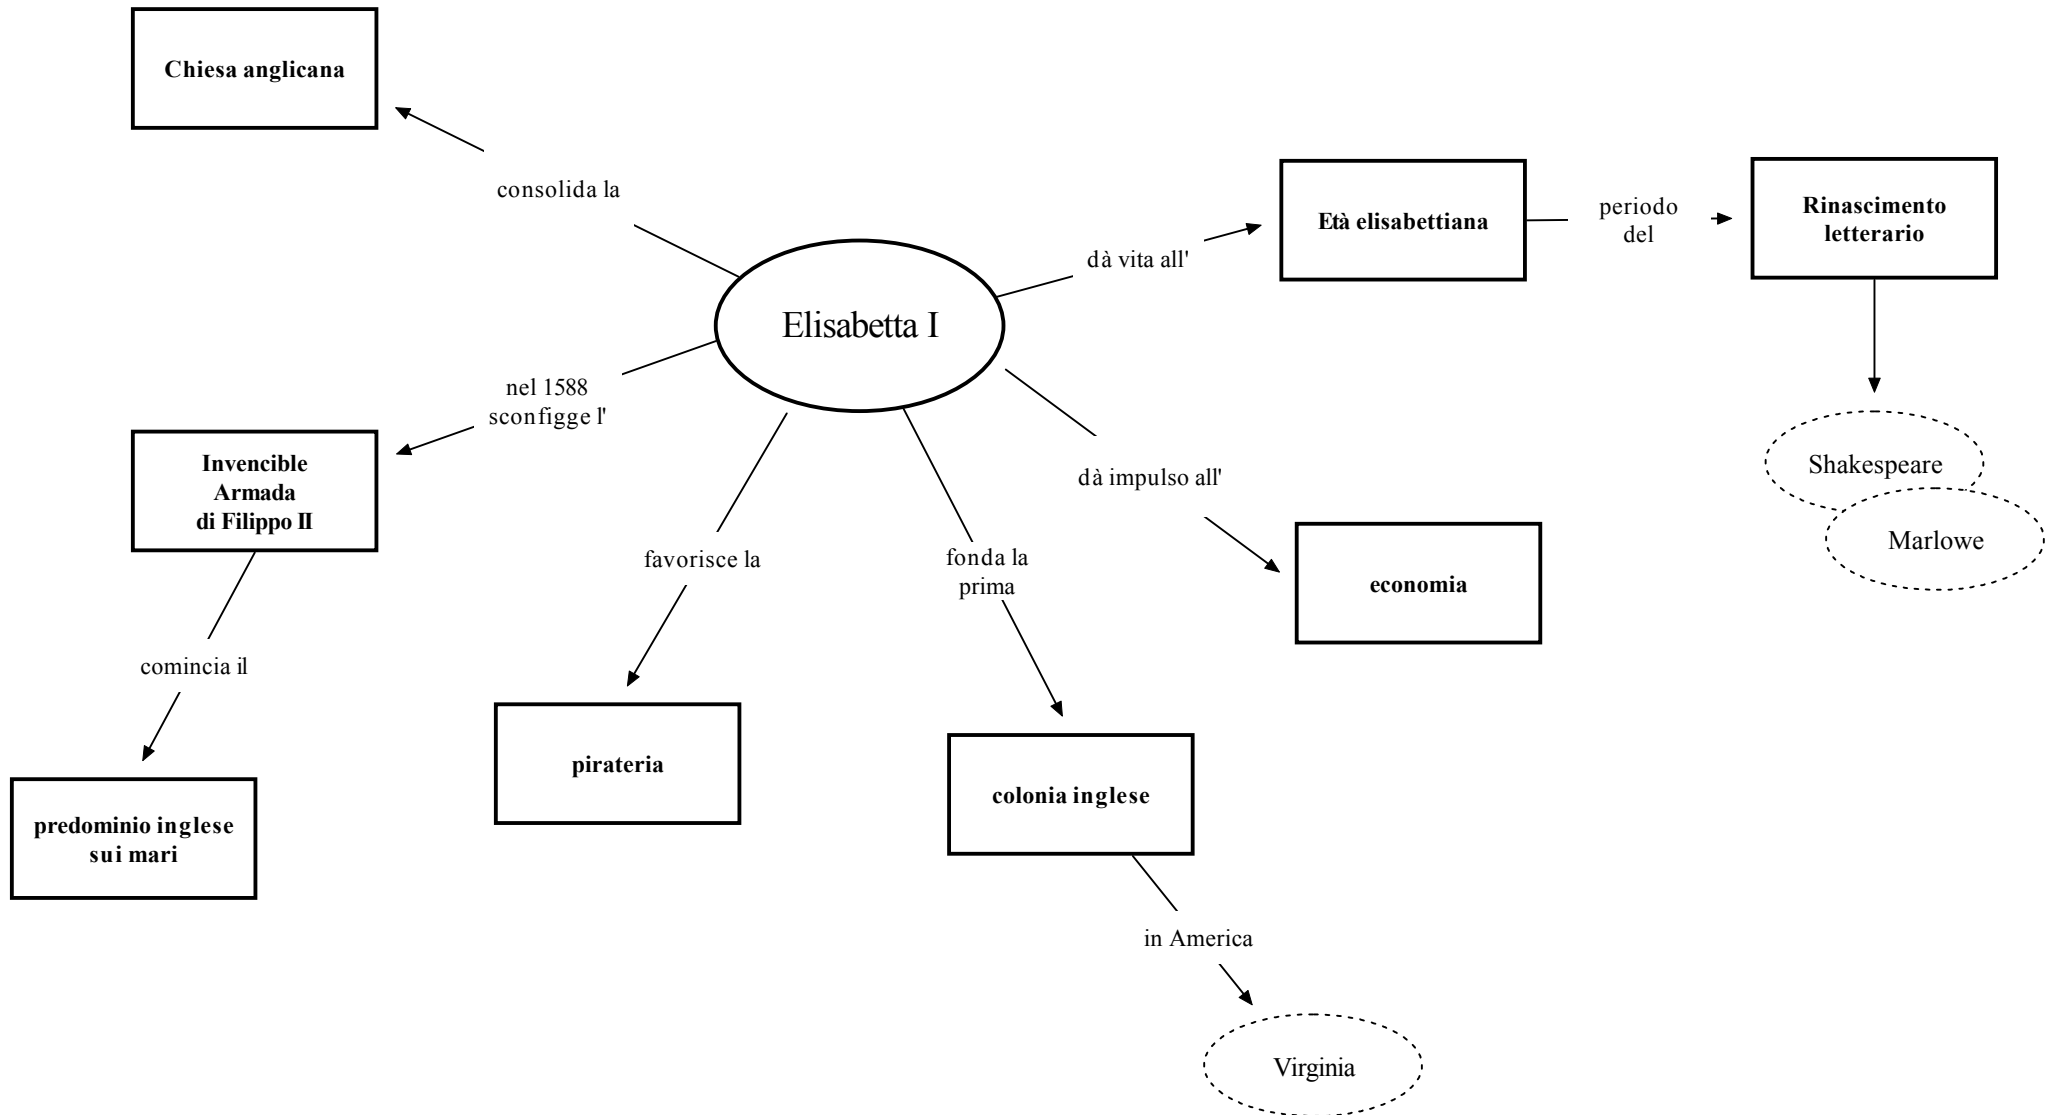 Chiesa anglicana
consolida la
Età elisabettiana
periodo
del
Rinascimento
letterario
dà vita all'
Elisabetta I
nel 1588
sconfigge l'
Invencible
Armada
di Filippo II
Shakespeare
Marlowe
dà impulso all'
favorisce la
fonda la
prima
economia
comincia il
pirateria
colonia inglese
predominio inglese
sui mari
in America
Virginia